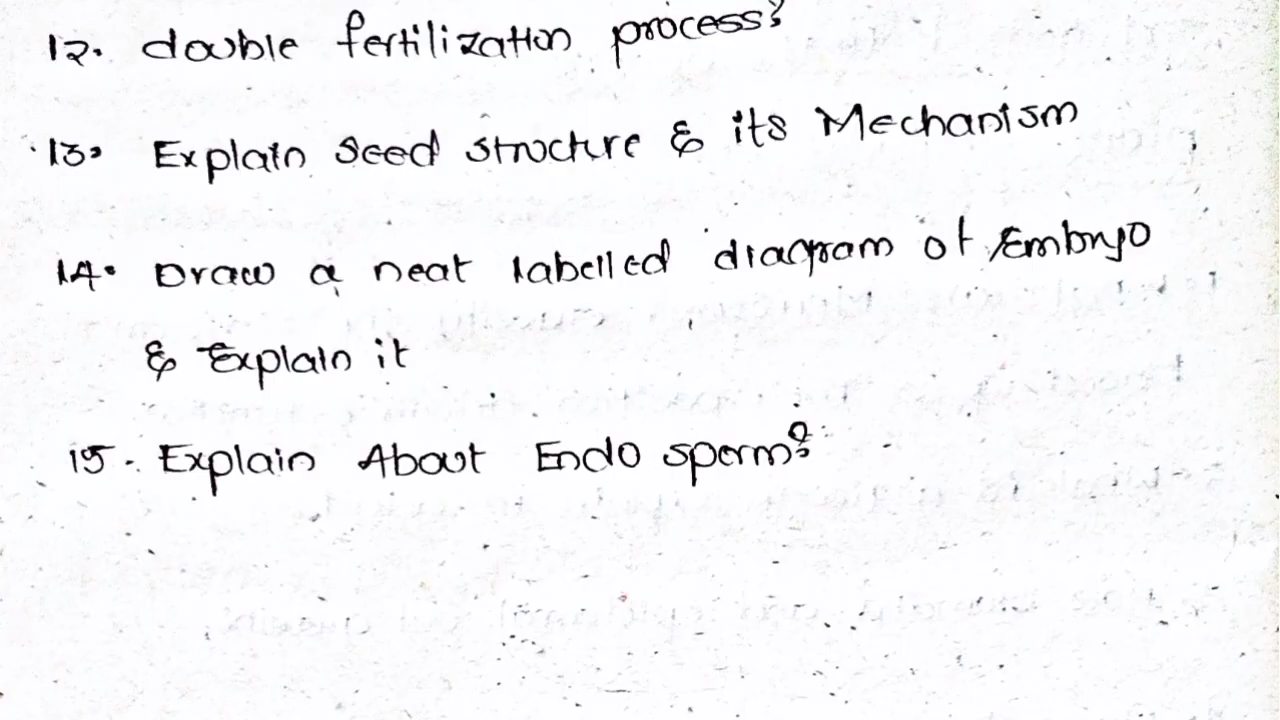 12. double fertilization process?
13. Explain seed structure & its Mechanism
14. Draw a neat labelled diagram of Embryo
& Explain it
15. Explain About Endo sperm?